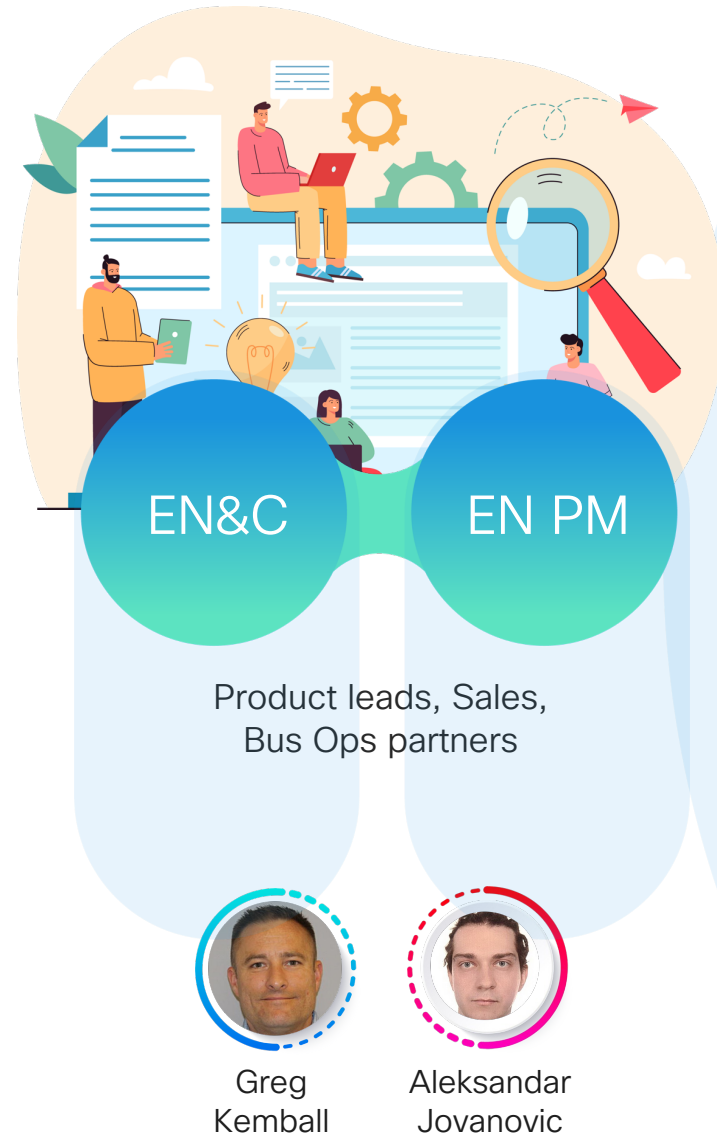 EN&C
EN PM
Product leads, Sales,
Bus Ops partners
Greg
Kemball
Aleksandar
Jovanovic